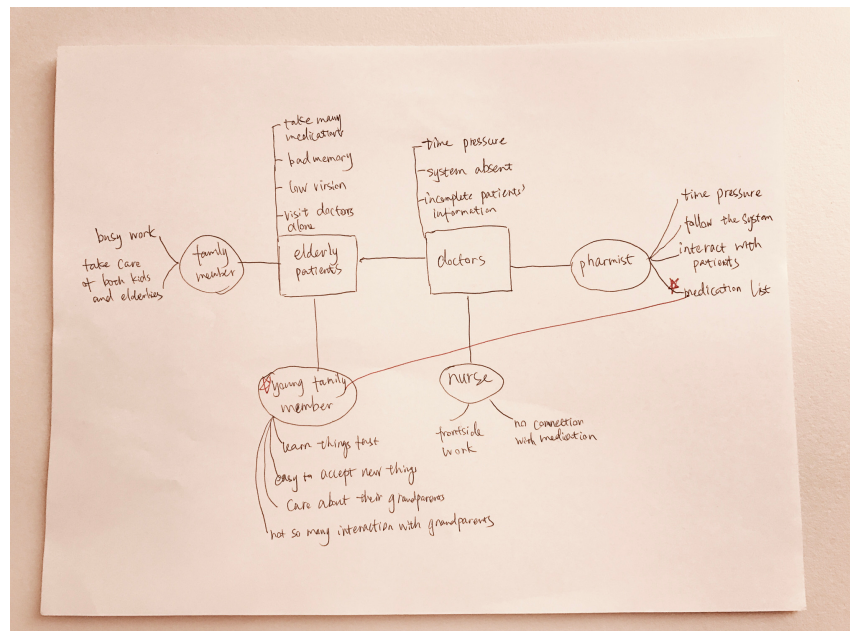 take many
medications
bad memory
low virsion
visit doctors
alone
time pressure
system absent
incomplete patients'
information
busy work
take care
of both kids
and elderlies
family
member
elderly
patients
doctors
pharmist
time pressure
follow the system
interact with
patients
medication list
young family
member
learn things fast
easy to accept new things
care about their grandparents
not so many interaction with grandparents
nurse
frontside
work
no connection
with medication